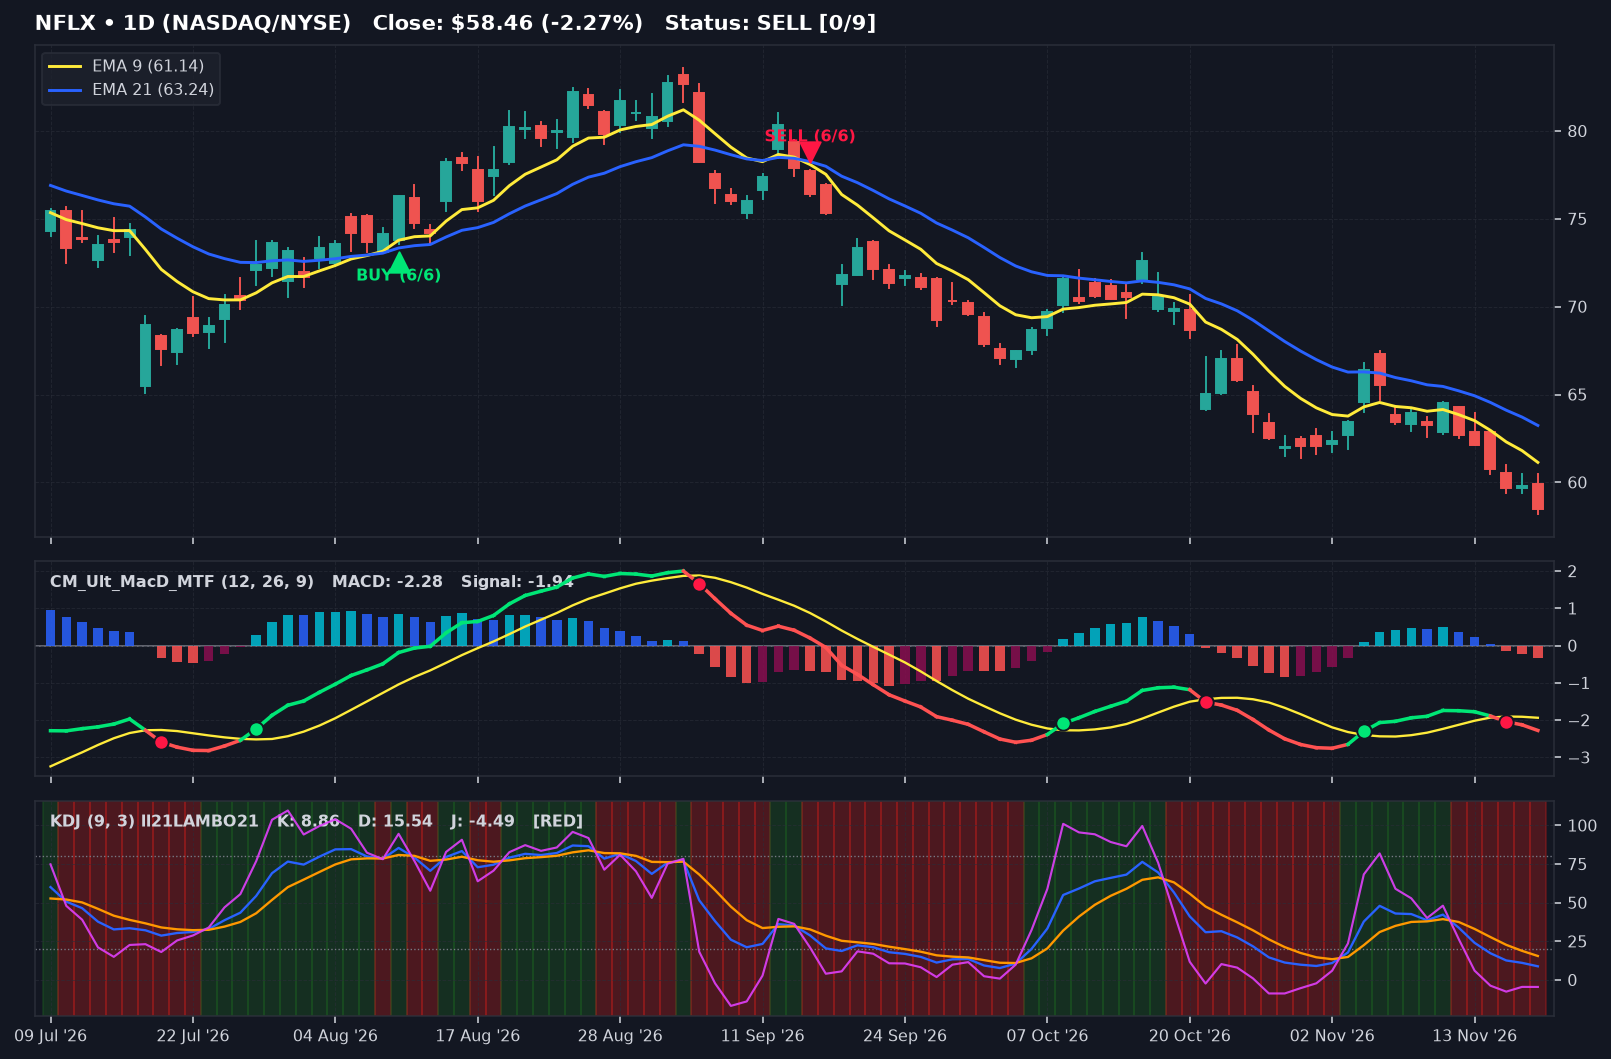 NFLX • 1D (NASDAQ/NYSE)   Close: $58.46 (-2.27%)   Status: SELL [0/9]
EMA 9 (61.14)
EMA 21 (63.24)
SELL (6/6)
BUY (6/6)
80
75
70
65
60
CM_Ult_MacD_MTF (12, 26, 9)   MACD: -2.28   Signal: -1.94
2
1
0
−1
−2
−3
KDJ (9, 3) II21LAMBO21   K: 8.86   D: 15.54   J: -4.49   [RED]
100
75
50
25
0
09 Jul '26
22 Jul '26
04 Aug '26
17 Aug '26
28 Aug '26
11 Sep '26
24 Sep '26
07 Oct '26
20 Oct '26
02 Nov '26
13 Nov '26